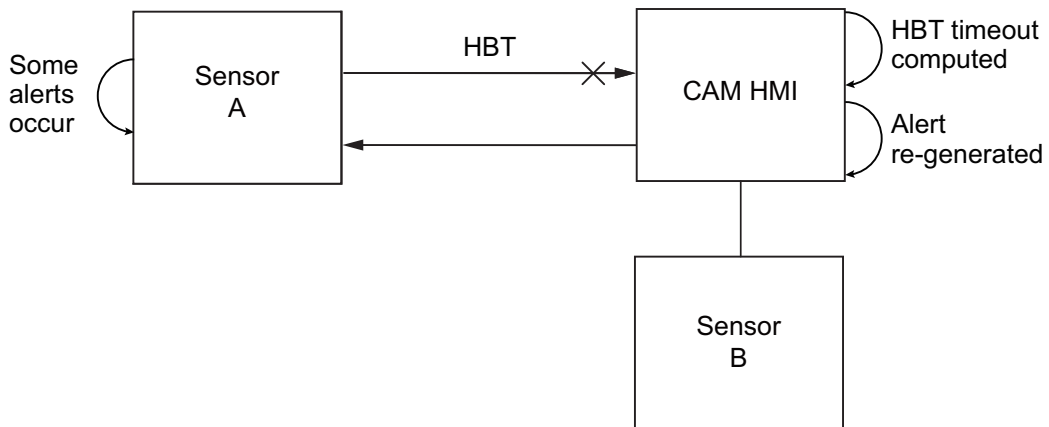 Some
alerts
occur
Sensor
A
HBT
CAM HMI
HBT timeout
computed
Alert
re-generated
Sensor
B